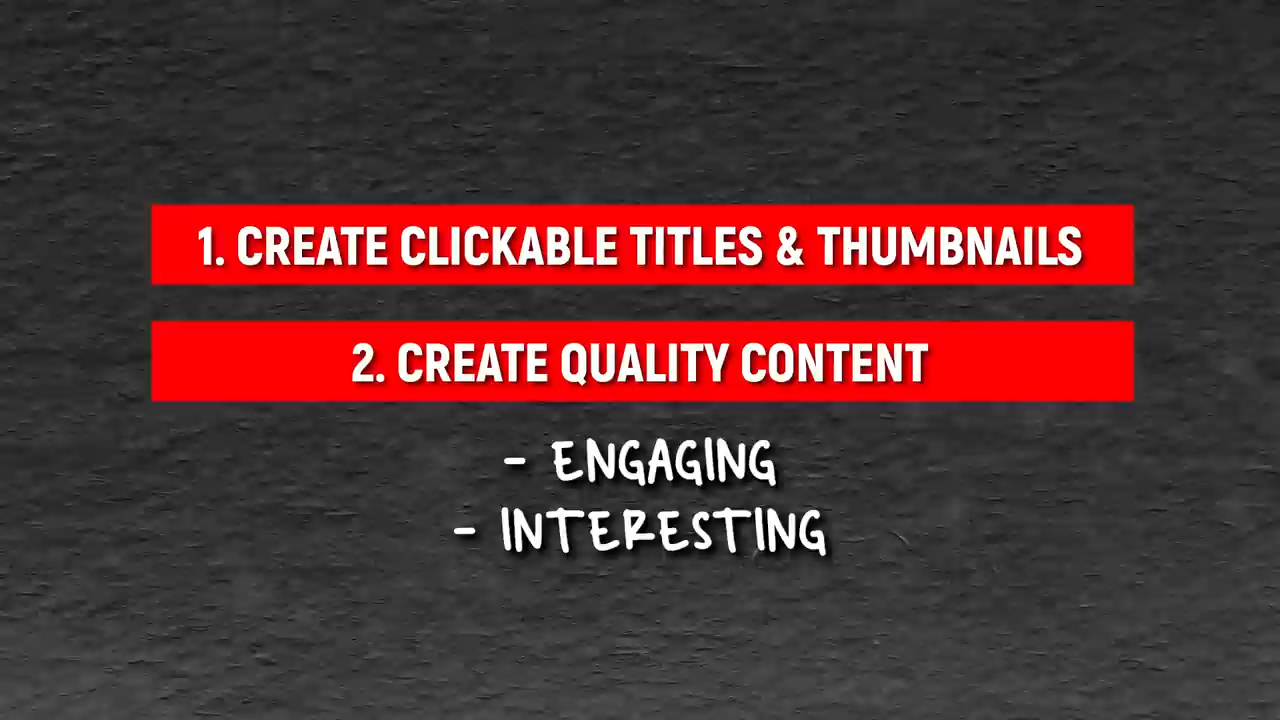 1. CREATE CLICKABLE TITLES & THUMBNAILS
2. CREATE QUALITY CONTENT
- ENGAGING
- INTERESTING